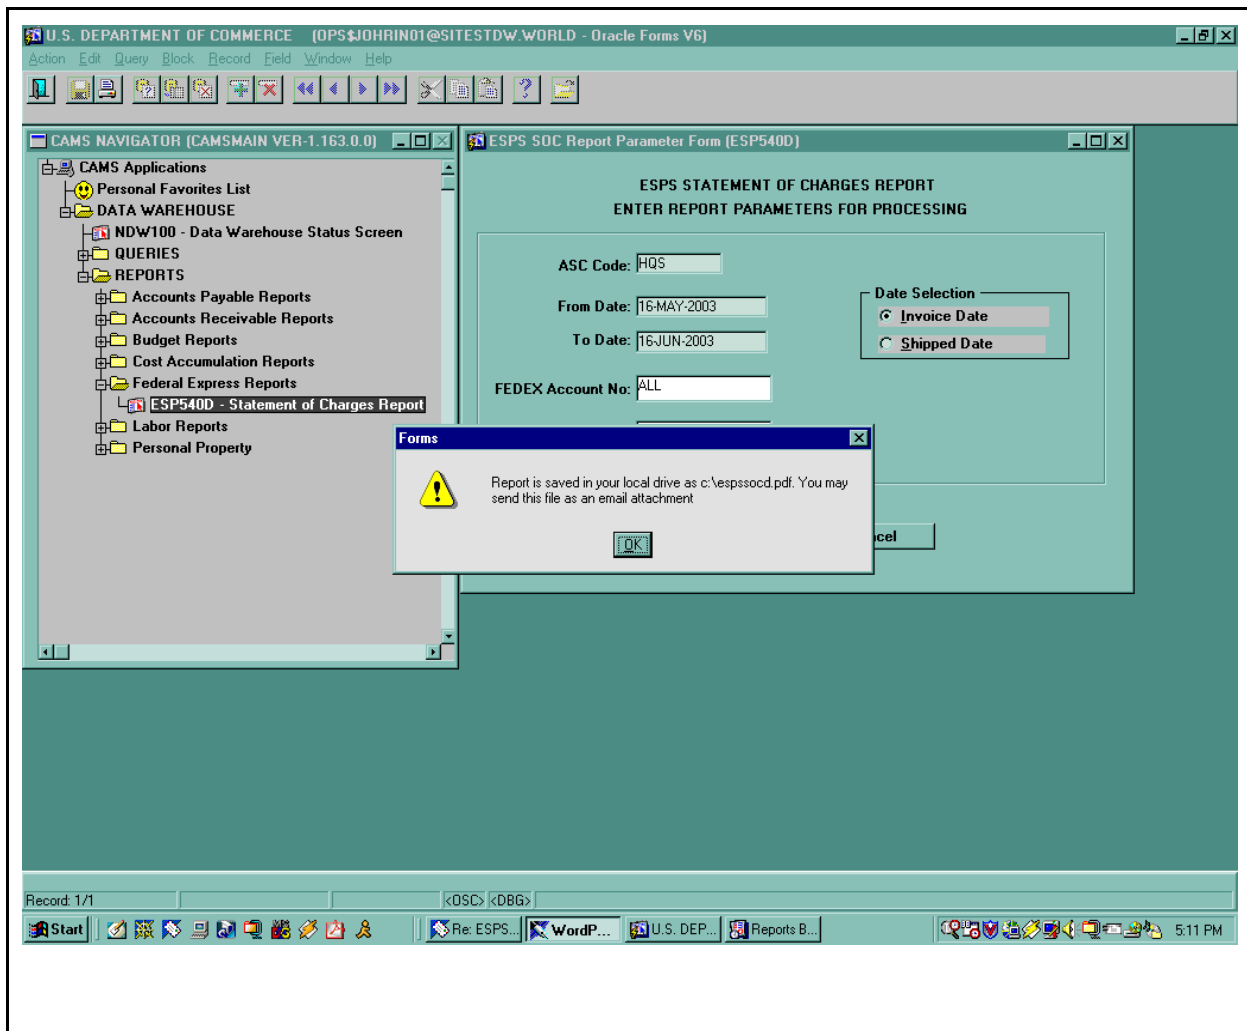 U.S. DEPARTMENT OF COMMERCE (OPS$JOHRIN01@SITESTDW.WORLD - Oracle Forms V6)
Action Edit Query Block Record Field Window Help
CAMS NAVIGATOR (CAMSMAIN VER-1.163.0.0)
CAMS Applications
Personal Favorites List
DATA WAREHOUSE
NDW100 - Data Warehouse Status Screen
QUERIES
REPORTS
Accounts Payable Reports
Accounts Receivable Reports
Budget Reports
Cost Accumulation Reports
Federal Express Reports
ESP540D - Statement of Charges Report
Labor Reports
Personal Property
ESPS SOC Report Parameter Form (ESP540D)
ESPS STATEMENT OF CHARGES REPORT
ENTER REPORT PARAMETERS FOR PROCESSING
ASC Code: HQS
From Date: 16-MAY-2003
To Date: 16-JUN-2003
Date Selection
Invoice Date
Shipped Date
FEDEX Account No: ALL
Forms
Report is saved in your local drive as c:\espssocd.pdf. You may
send this file as an email attachment
OK
cel
Record: 1/1 <OSC> <DBG>
Start Re: ESPS... WordP... U.S. DEP... Reports B... 5:11 PM